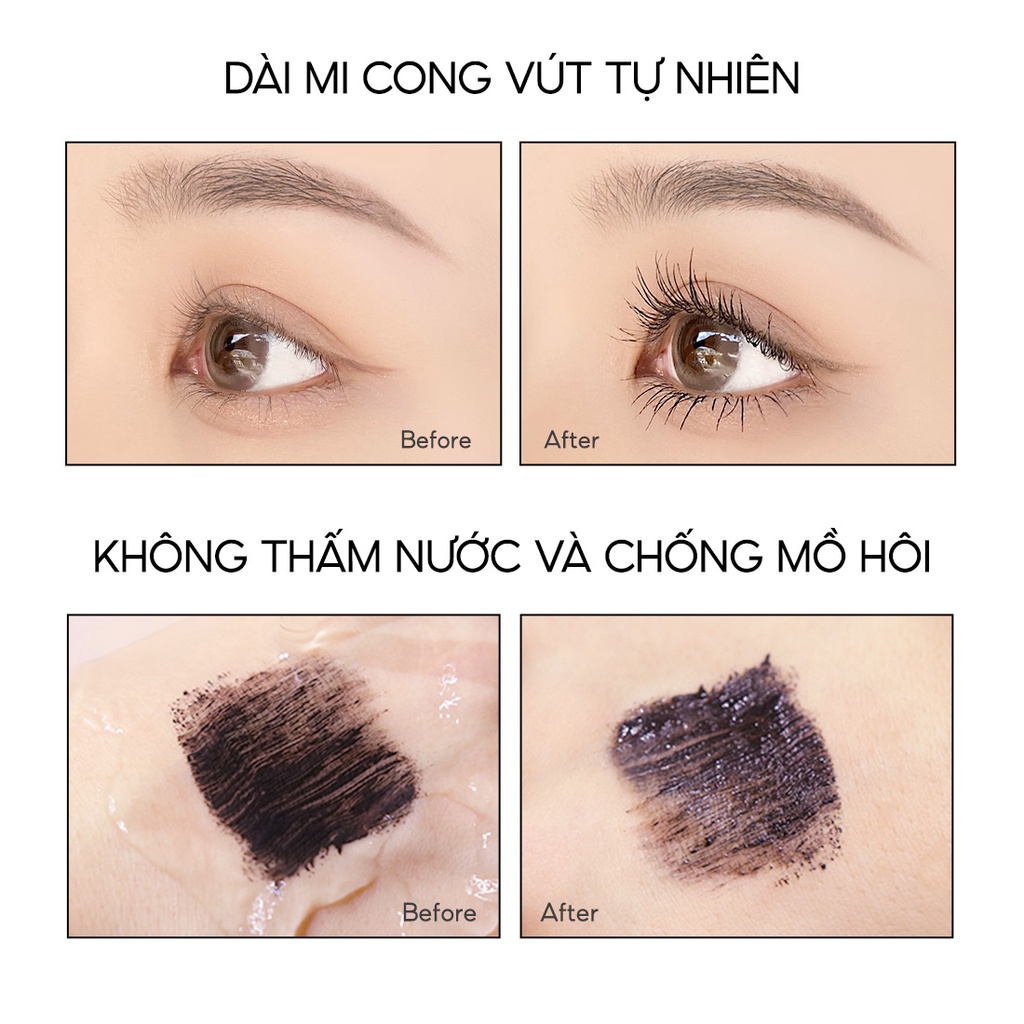 DÀI MI CONG VÚT TỰ NHIÊN
Before
After
KHÔNG THẤM NƯỚC VÀ CHỐNG MỒ HÔI
Before
After